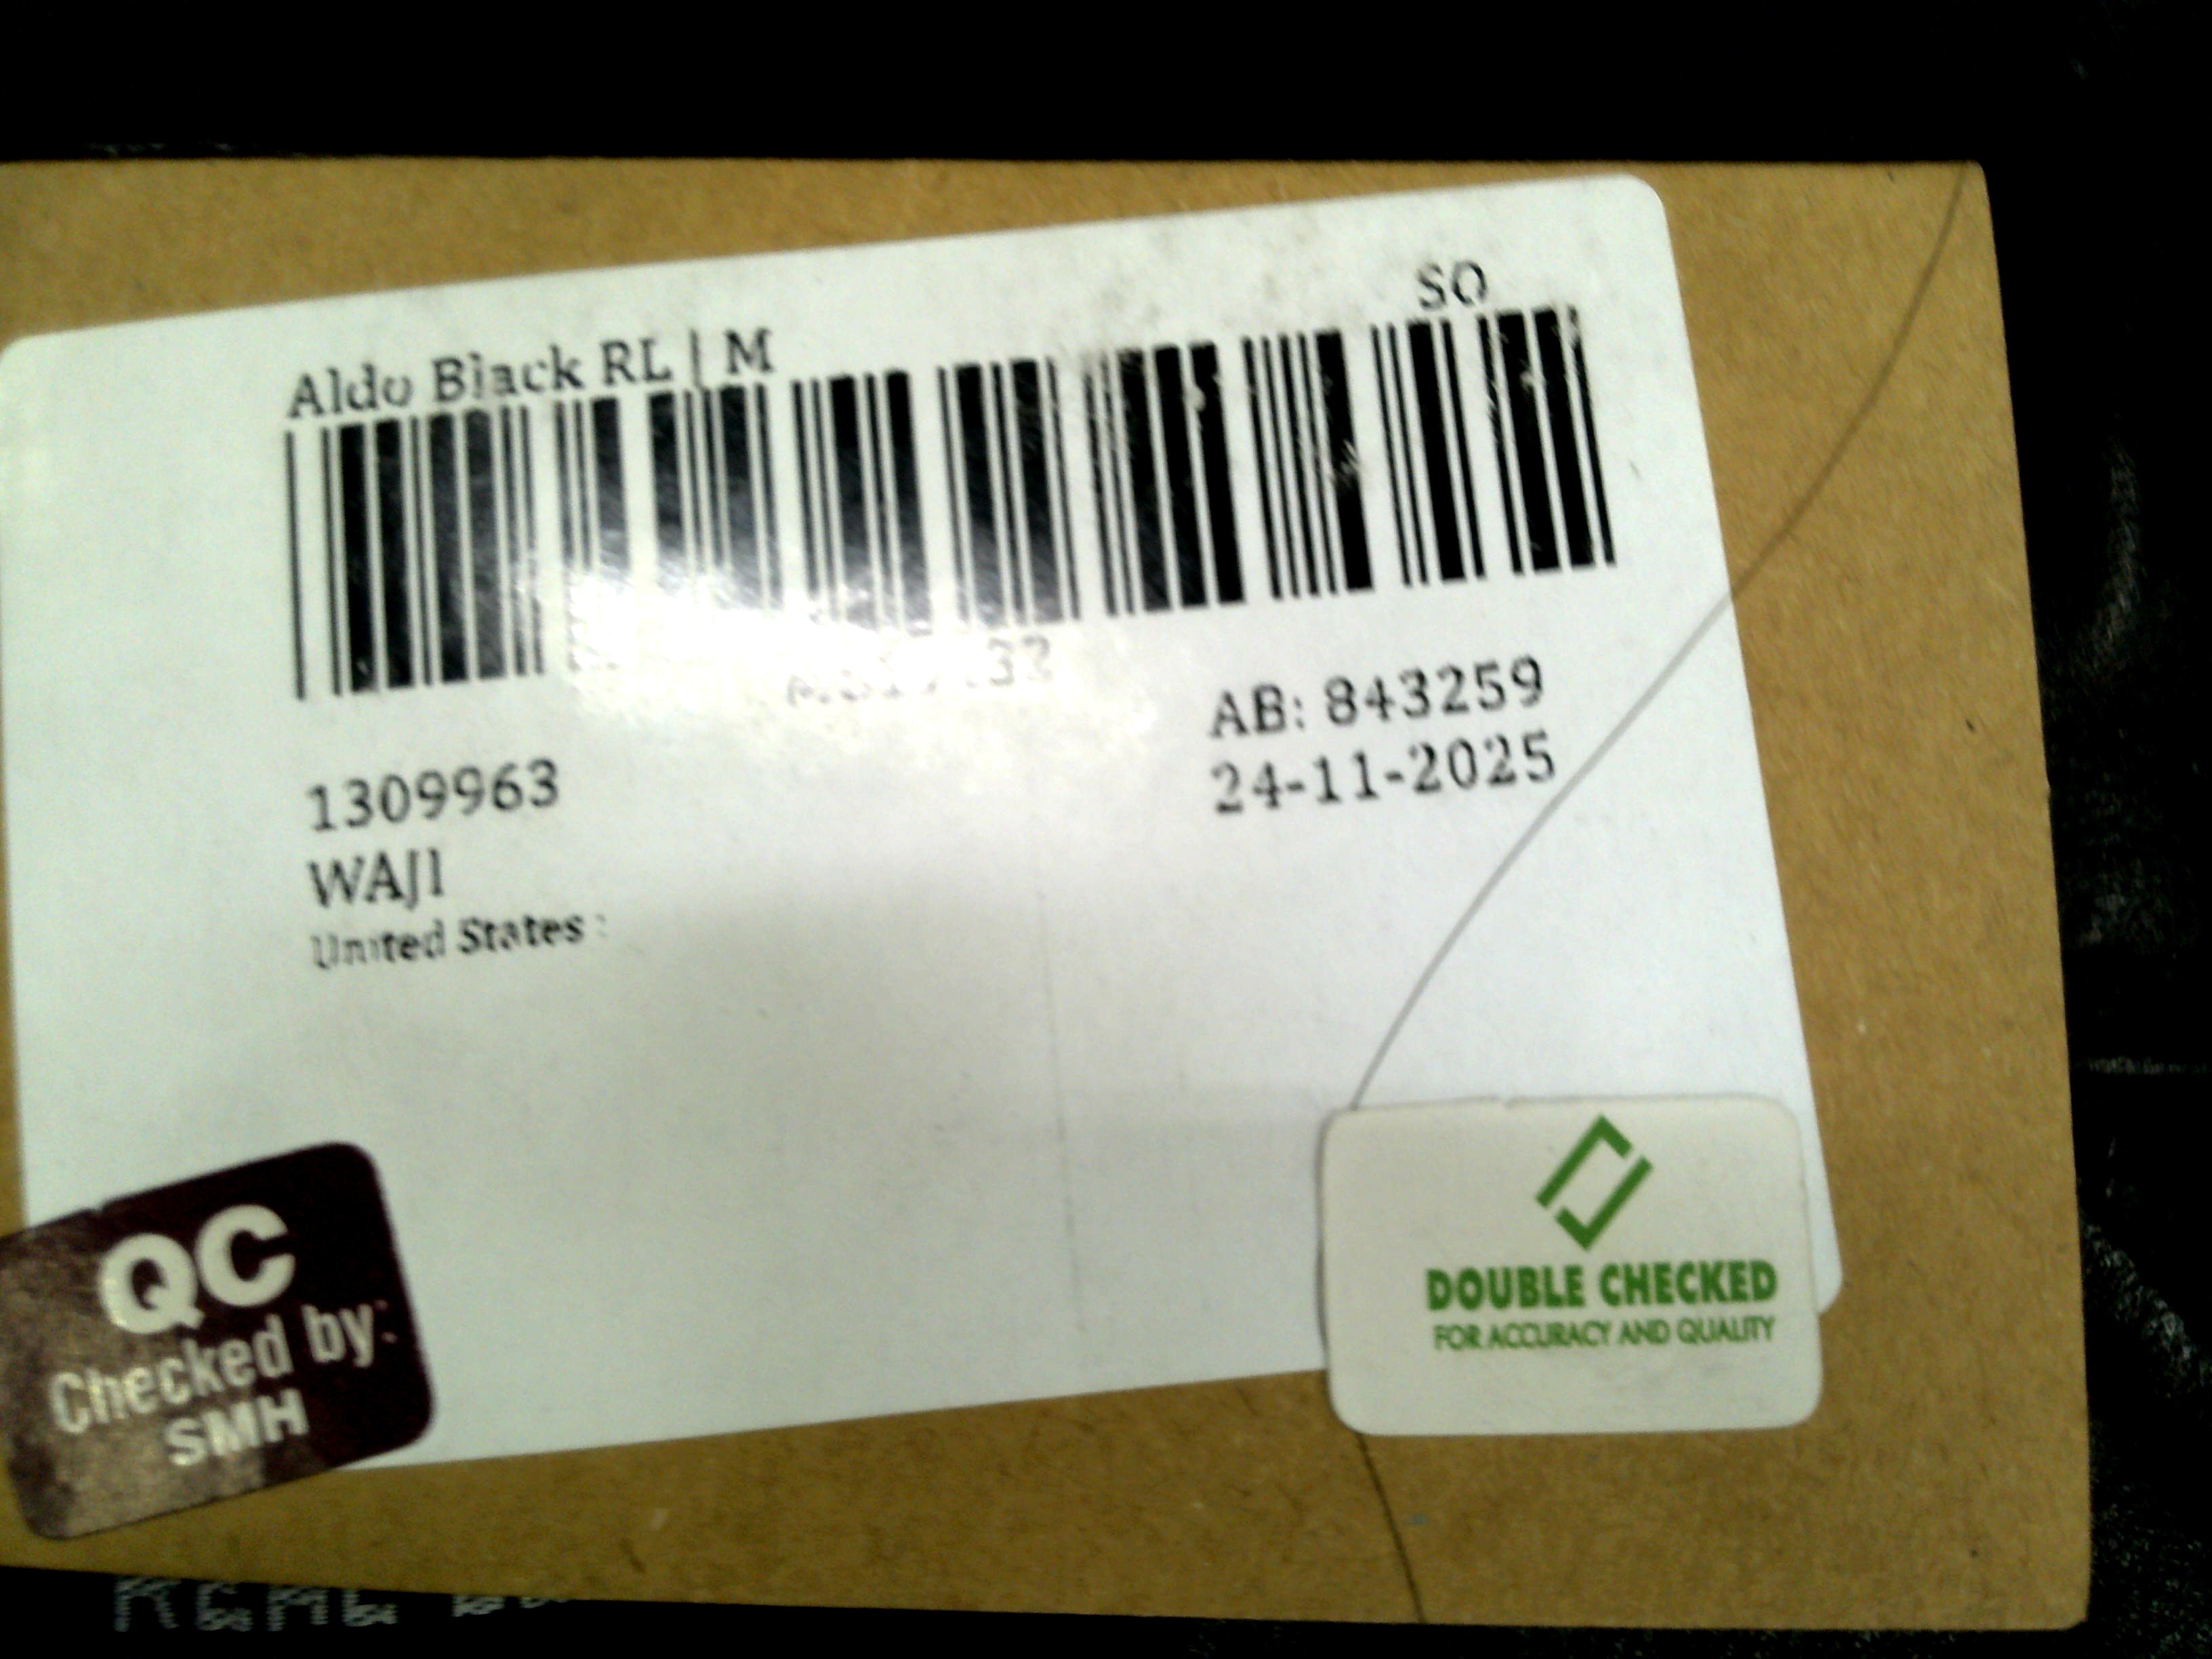 SO
Aldo Black RL | M
AB: 843259
24-11-2025
1309963
WAJI
United States :
QC
Checked by:
SMH
DOUBLE CHECKED
FOR ACCURACY AND QUALITY